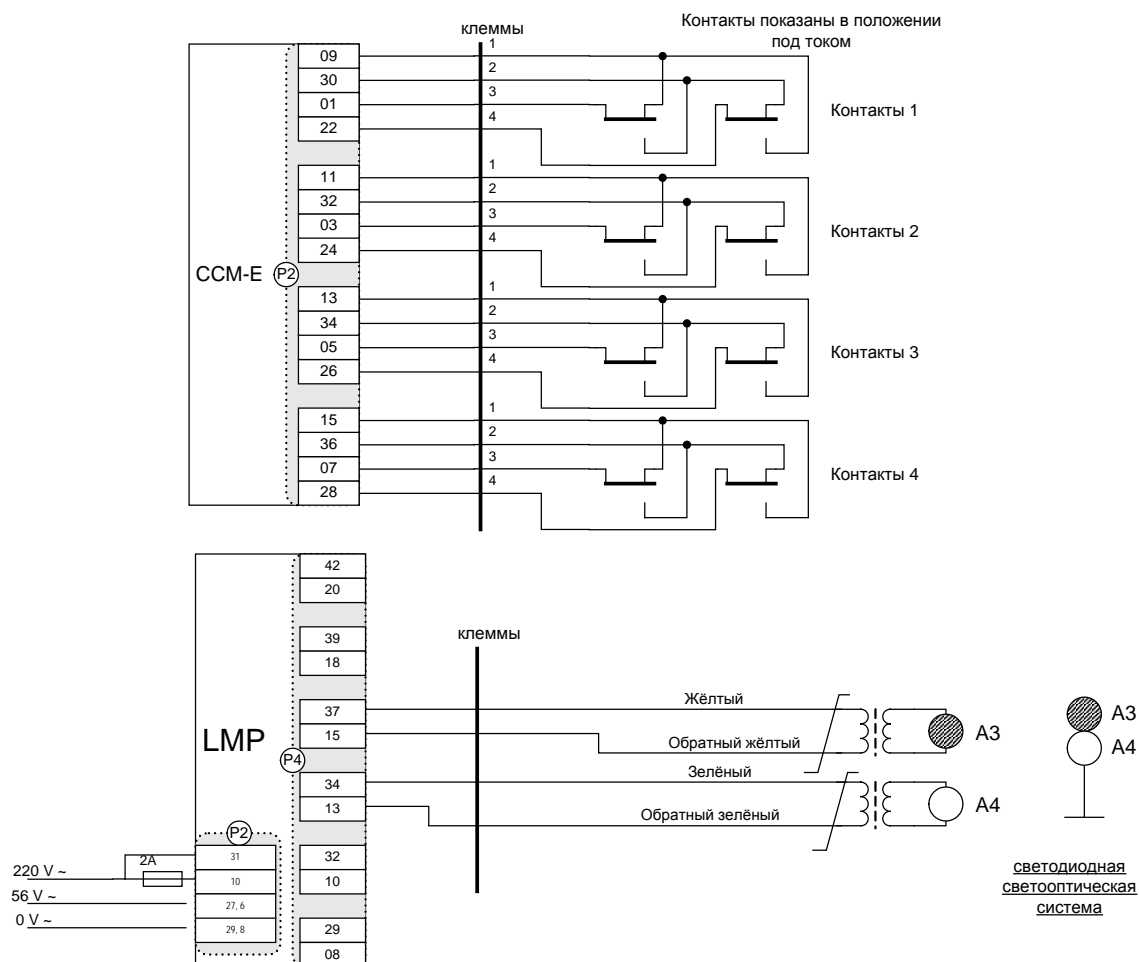 Контакты показаны в положении
под током
клеммы
09
30
01
22
1
2
3
4
Контакты 1
11
32
03
24
1
2
3
4
Контакты 2
CCM-E
P2
13
34
05
26
1
2
3
4
Контакты 3
15
36
07
28
1
2
3
4
Контакты 4
42
20
39
18
клеммы
37
15
Жёлтый
Обратный жёлтый
A3
A3
A4
LMP
P4
34
13
Зелёный
Обратный зелёный
A4
32
10
29
08
P2
31
10
27, 6
29, 8
2A
220 V ~
56 V ~
0 V ~
светодиодная
светооптическая
система